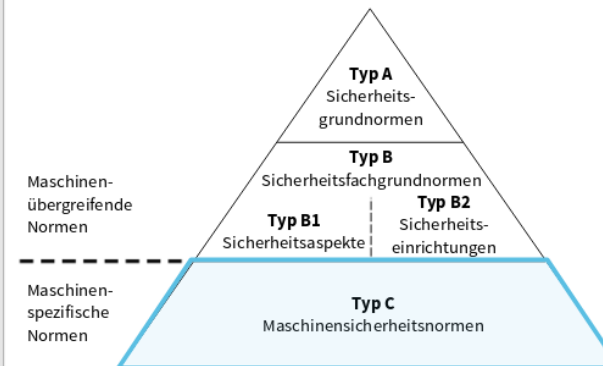 Typ A
Sicherheits-
grundnormen
Typ B
Sicherheitsfachgrundnormen
Maschinen-
übergreifende
Normen
Typ B1
Sicherheitsaspekte
Typ B2
Sicherheits-
einrichtungen
Maschinen-
spezifische
Normen
Typ C
Maschinensicherheitsnormen